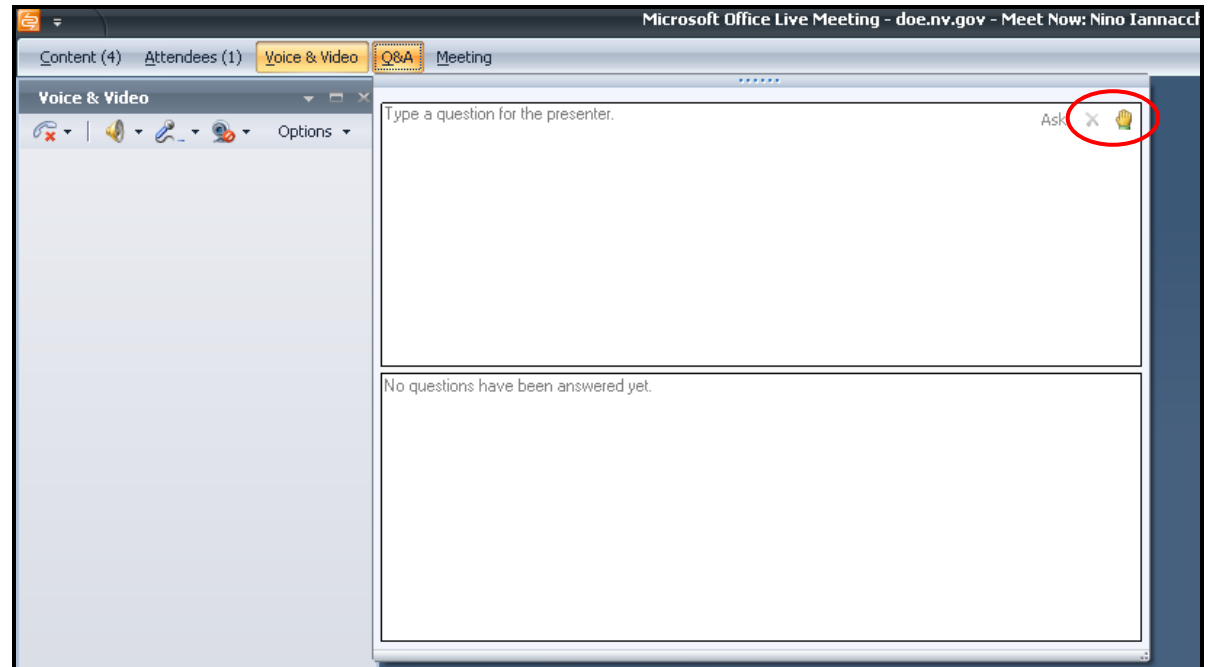 Microsoft Office Live Meeting - doe.nv.gov - Meet Now: Nino Iannacch
Content (4) Attendees (1) Voice & Video Q&A Meeting
Voice & Video
Options
Type a question for the presenter.
Ask
No questions have been answered yet.